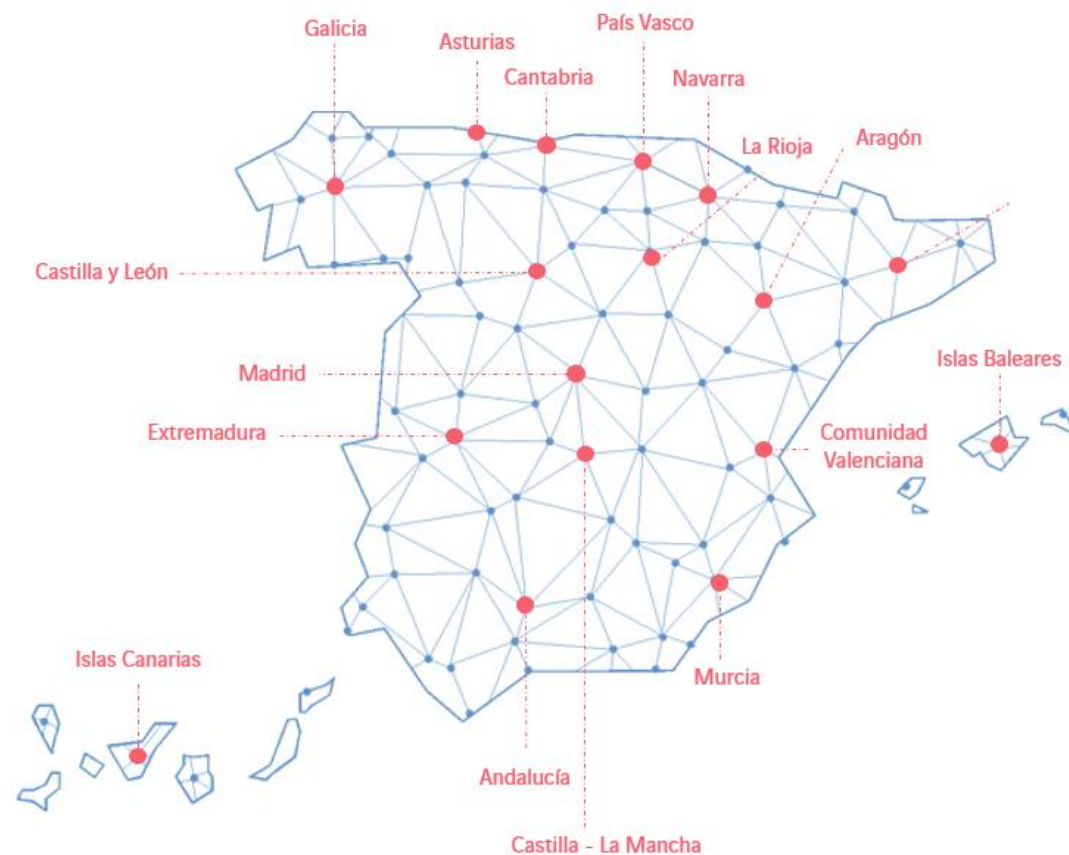 País Vasco
Galicia
Asturias
Cantabria
Navarra
La Rioja
Aragón
Castilla y León
Islas Baleares
Madrid
Extremadura
Comunidad
Valenciana
Islas Canarias
Murcia
Andalucía
Castilla - La Mancha